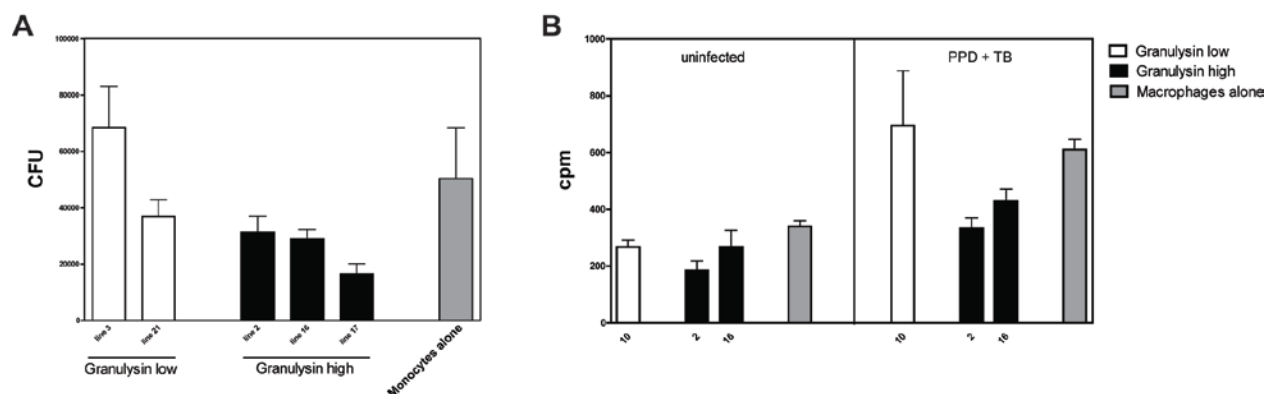 A
CFU
100000
80000
60000
40000
20000
0
line 3
line 21
line 2
line 16
line 17
Granulysin low
Granulysin high
Monocytes alone
B
cpm
1000
800
600
400
200
0
uninfected
PPD + TB
10
2
16
10
2
16
Granulysin low
Granulysin high
Macrophages alone